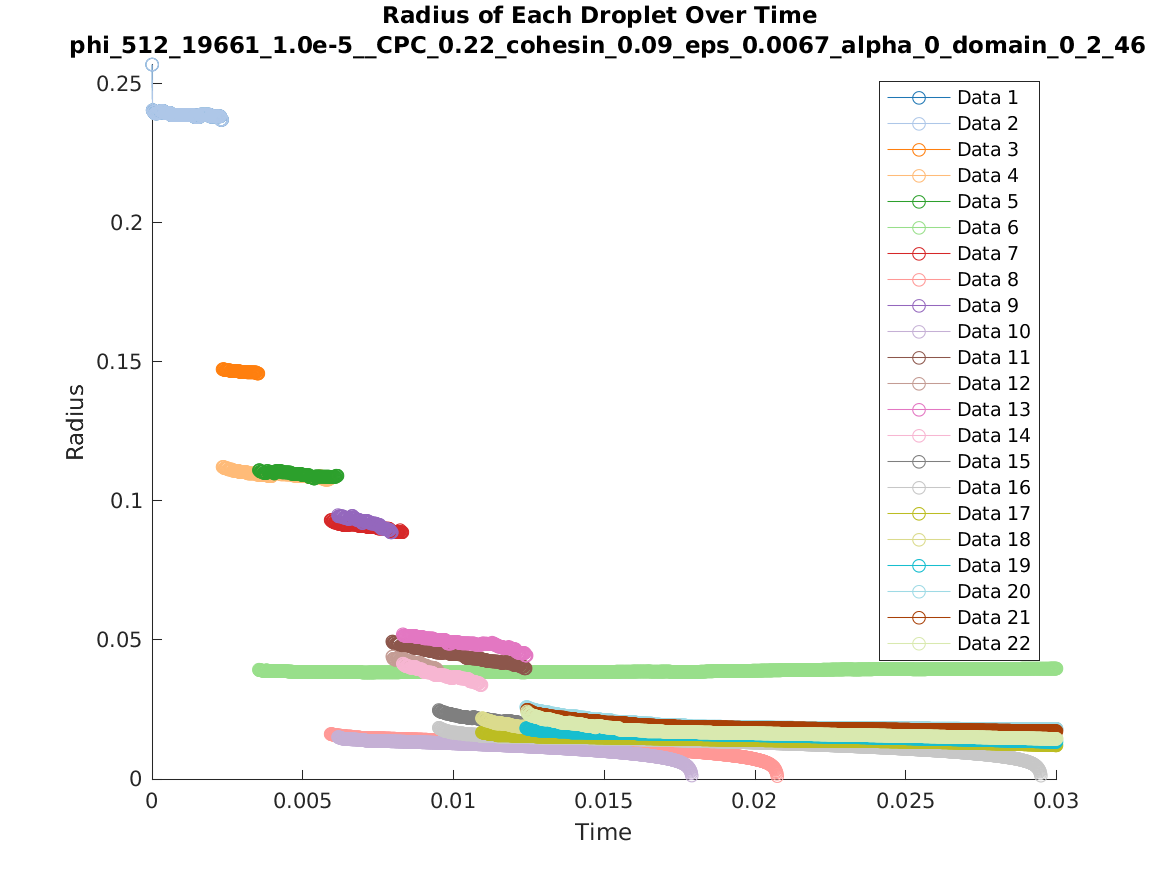 Radius of Each Droplet Over Time
phi_512_19661_1.0e-5__CPC_0.22_cohesin_0.09_eps_0.0067_alpha_0_domain_0_2_46
0.25
0.2
0.15
0.1
0.05
0
Radius
0
0.005
0.01
0.015
0.02
0.025
0.03
Time
Data 1
Data 2
Data 3
Data 4
Data 5
Data 6
Data 7
Data 8
Data 9
Data 10
Data 11
Data 12
Data 13
Data 14
Data 15
Data 16
Data 17
Data 18
Data 19
Data 20
Data 21
Data 22